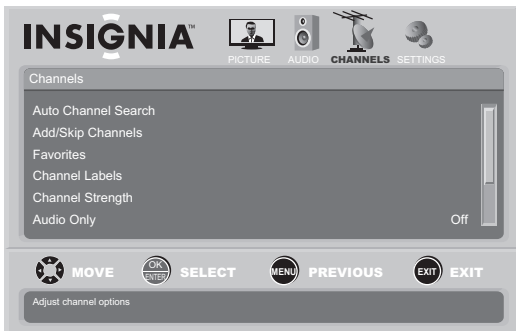 INSIGNIA™
PICTURE AUDIO CHANNELS SETTINGS
Channels
Auto Channel Search
Add/Skip Channels
Favorites
Channel Labels
Channel Strength
Audio Only Off
MOVE OK ENTER SELECT MENU PREVIOUS EXIT EXIT
Adjust channel options